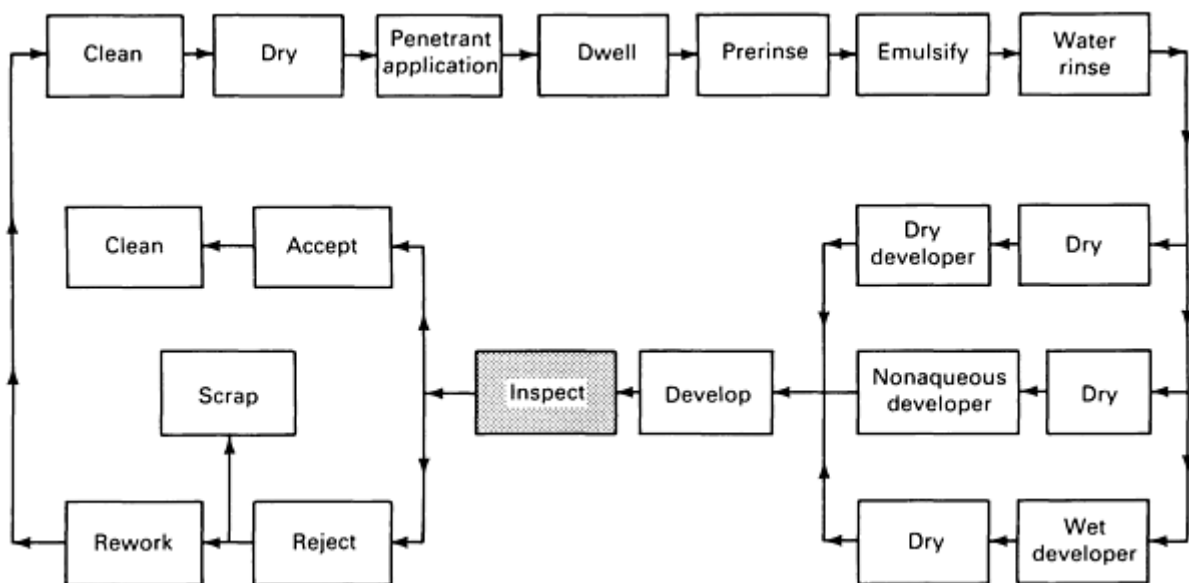 Clean
Dry
Penetrant
application
Dwell
Prerinse
Emulsify
Water
rinse
Clean
Accept
Dry
developer
Dry
Scrap
Inspect
Develop
Nonaqueous
developer
Dry
Rework
Reject
Dry
Wet
developer